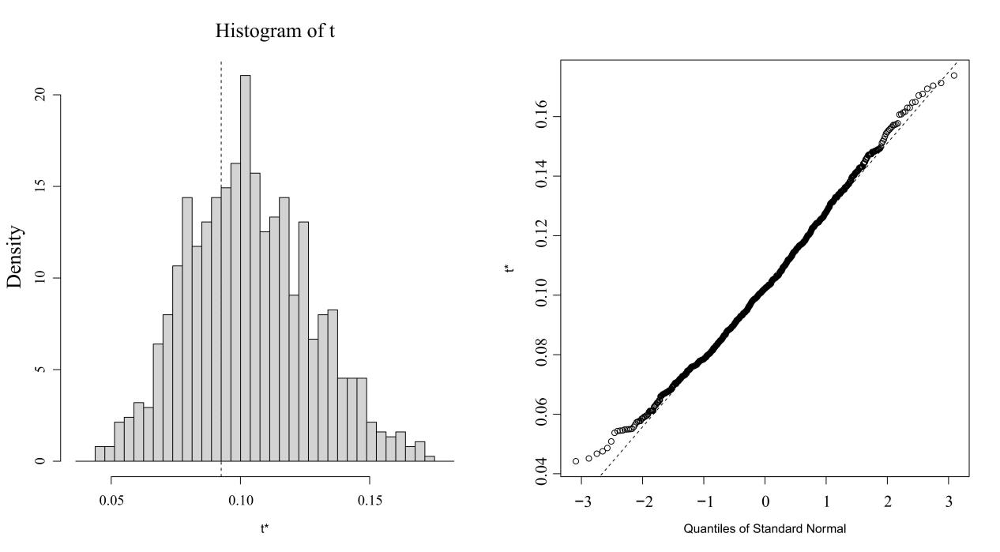 Histogram of t
Density
0
5
10
15
20
0.05 0.10 0.15
t*
t*
0.04
0.06
0.08
0.10
0.12
0.14
0.16
−3 −2 −1 0 1 2 3
Quantiles of Standard Normal